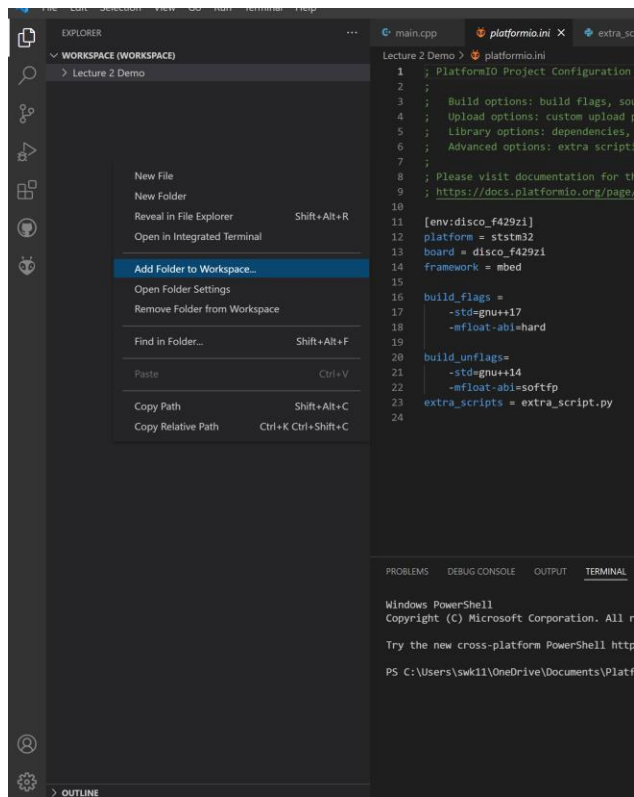 File Edit Selection View Go Run Terminal Help
EXPLORER
WORKSPACE (WORKSPACE)
Lecture 2 Demo
New File
New Folder
Reveal in File Explorer Shift+Alt+R
Open in Integrated Terminal
Add Folder to Workspace...
Open Folder Settings
Remove Folder from Workspace
Find in Folder... Shift+Alt+F
Paste Ctrl+V
Copy Path Shift+Alt+C
Copy Relative Path Ctrl+K Ctrl+Shift+C
OUTLINE
main.cpp platformio.ini extra_sc
Lecture 2 Demo > platformio.ini
1 ; PlatformIO Project Configuration
2 ;
3 ; Build options: build flags, sou
4 ; Upload options: custom upload p
5 ; Library options: dependencies,
6 ; Advanced options: extra scripti
7 ;
8 ; Please visit documentation for th
9 ; https://docs.platformio.org/page/
10
11 [env:disco_f429zi]
12 platform = ststm32
13 board = disco_f429zi
14 framework = mbed
15
16 build_flags =
17 -std=gnu++17
18 -mfloat-abi=hard
19
20 build_unflags=
21 -std=gnu++14
22 -mfloat-abi=softfp
23 extra_scripts = extra_script.py
24
PROBLEMS DEBUG CONSOLE OUTPUT TERMINAL
Windows PowerShell
Copyright (C) Microsoft Corporation. All r
Try the new cross-platform PowerShell http
PS C:\Users\swk11\OneDrive\Documents\Platf